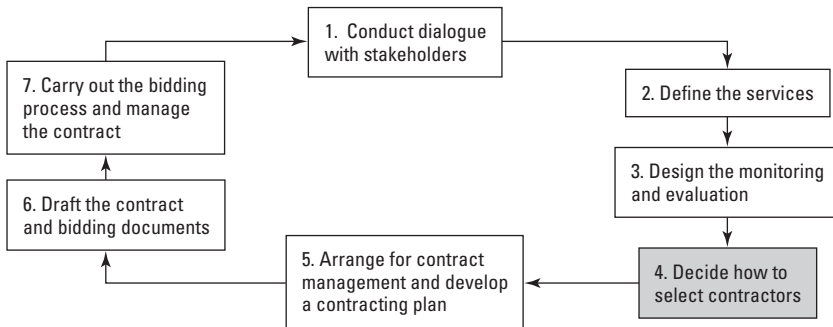 1. Conduct dialogue
with stakeholders
2. Define the services
3. Design the monitoring
and evaluation
4. Decide how to
select contractors
5. Arrange for contract
management and develop
a contracting plan
6. Draft the contract
and bidding documents
7. Carry out the bidding
process and manage
the contract